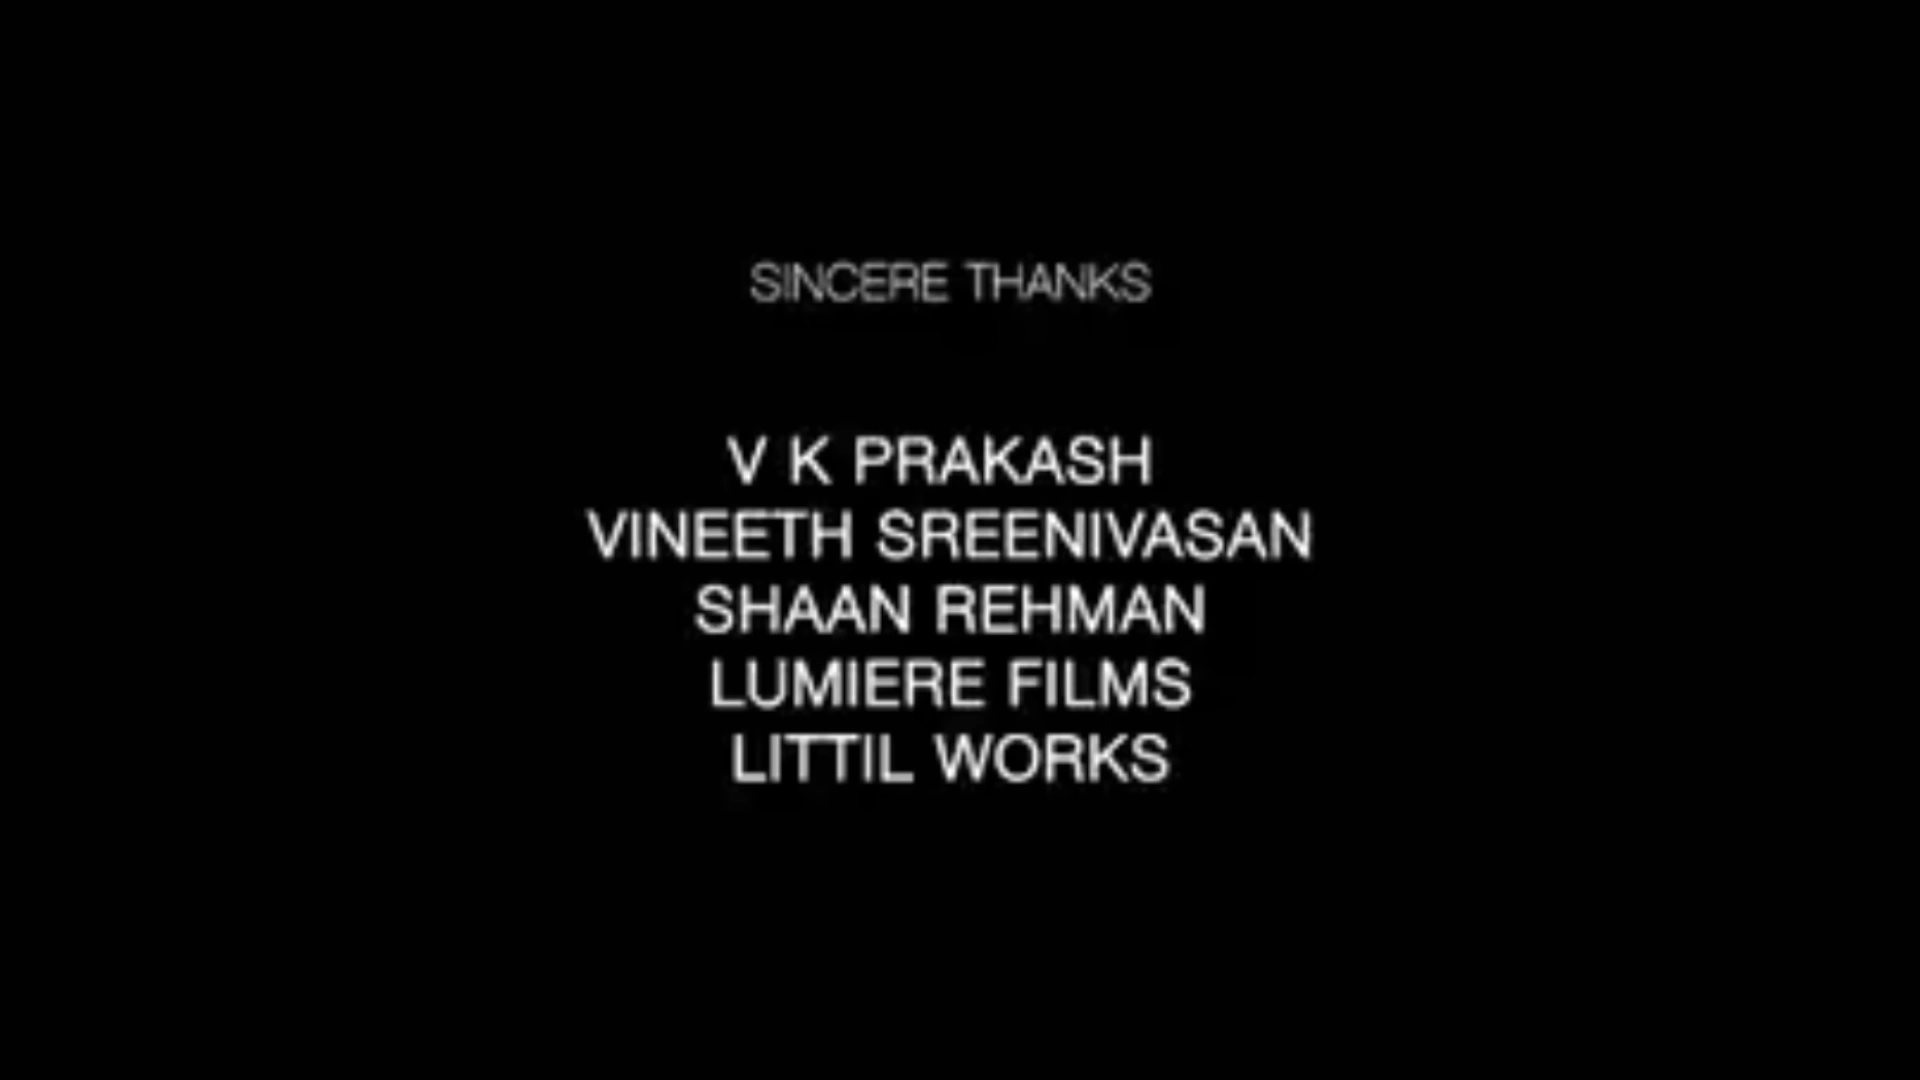 SINCERE THANKS
V K PRAKASH
VINEETH SREENIVASAN
SHAAN REHMAN
LUMIERE FILMS
LITTIL WORKS